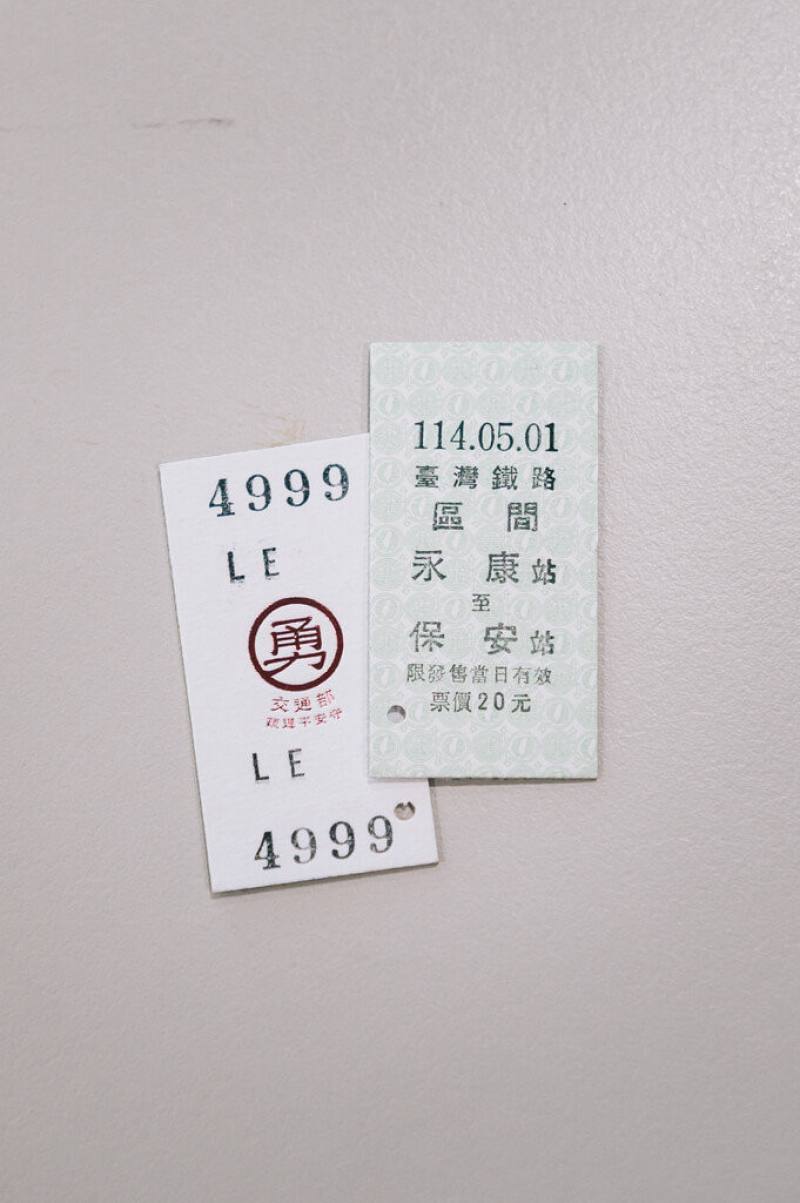 4999
LE
勇
交通部
LE
4999
114.05.01
臺灣鐵路
區間
永康站
至
保安站
限發售當日有效
票價20元